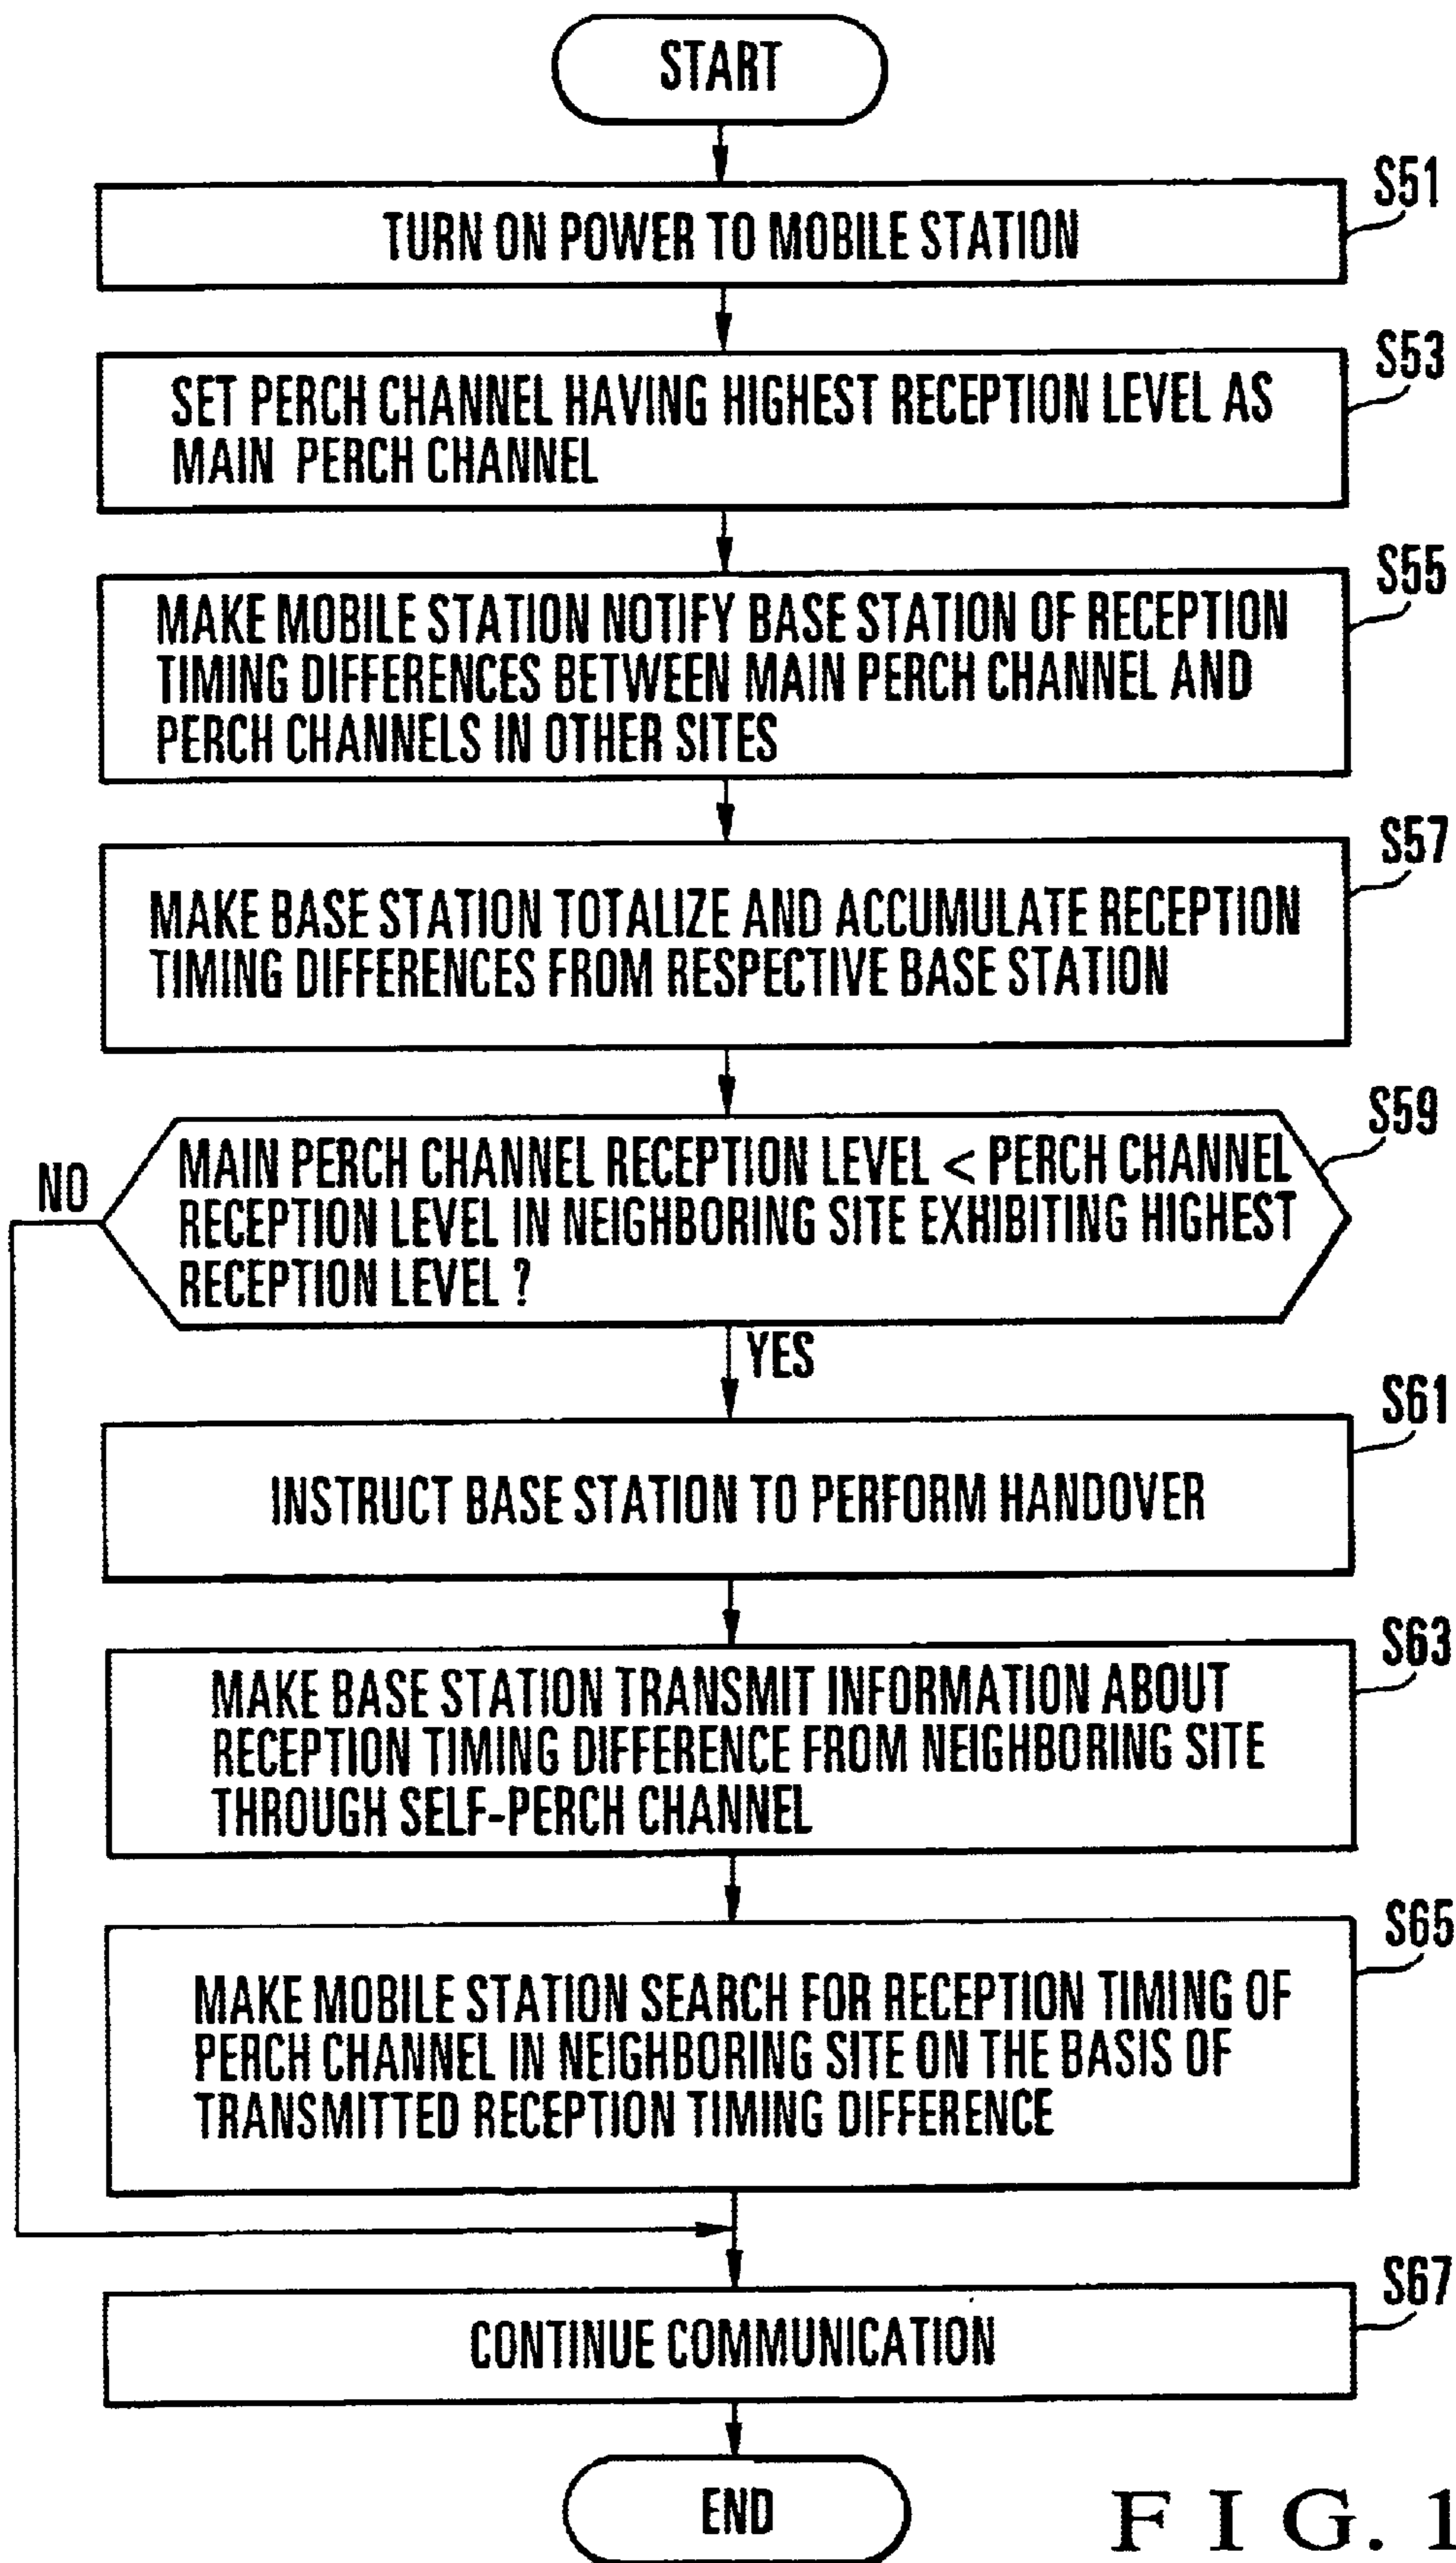 START
S51
TURN ON POWER TO MOBILE STATION
S53
SET PERCH CHANNEL HAVING HIGHEST RECEPTION LEVEL AS
MAIN PERCH CHANNEL
S55
MAKE MOBILE STATION NOTIFY BASE STATION OF RECEPTION
TIMING DIFFERENCES BETWEEN MAIN PERCH CHANNEL AND
PERCH CHANNELS IN OTHER SITES
S57
MAKE BASE STATION TOTALIZE AND ACCUMULATE RECEPTION
TIMING DIFFERENCES FROM RESPECTIVE BASE STATION
S59
NO
MAIN PERCH CHANNEL RECEPTION LEVEL < PERCH CHANNEL
RECEPTION LEVEL IN NEIGHBORING SITE EXHIBITING HIGHEST
RECEPTION LEVEL ?
YES
S61
INSTRUCT BASE STATION TO PERFORM HANDOVER
S63
MAKE BASE STATION TRANSMIT INFORMATION ABOUT
RECEPTION TIMING DIFFERENCE FROM NEIGHBORING SITE
THROUGH SELF-PERCH CHANNEL
S65
MAKE MOBILE STATION SEARCH FOR RECEPTION TIMING OF
PERCH CHANNEL IN NEIGHBORING SITE ON THE BASIS OF
TRANSMITTED RECEPTION TIMING DIFFERENCE
S67
CONTINUE COMMUNICATION
END
FIG. 1